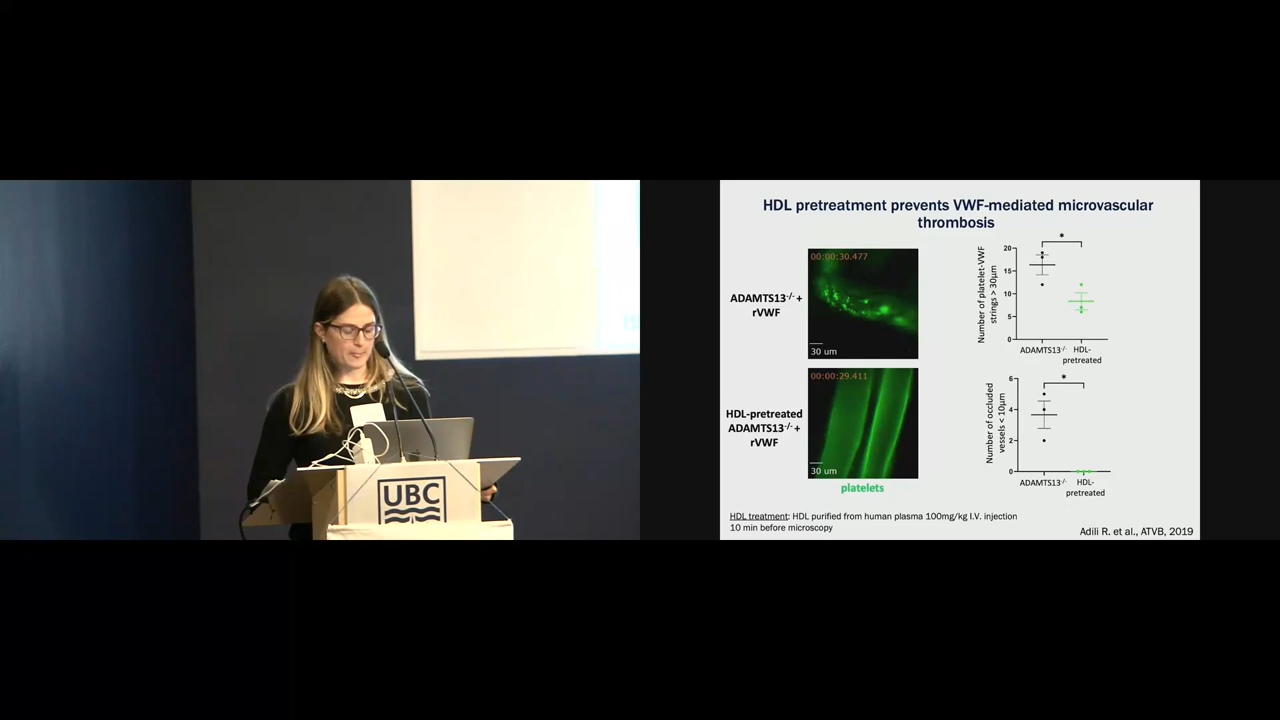 UBC
HDL pretreatment prevents VWF-mediated microvascular
thrombosis
ADAMTS13-/- +
rVWF
00:00:30.477
30 um
HDL-pretreated
ADAMTS13-/- +
rVWF
00:00:29.411
30 um
platelets
Number of platelet-VWF
strings > 30µm
20
15
10
5
0
*
ADAMTS13-/-
HDL-
pretreated
Number of occluded
vessels < 10µm
6
4
2
0
*
ADAMTS13-/-
HDL-
pretreated
HDL treatment: HDL purified from human plasma 100mg/kg I.V. injection
10 min before microscopy
Adili R. et al., ATVB, 2019